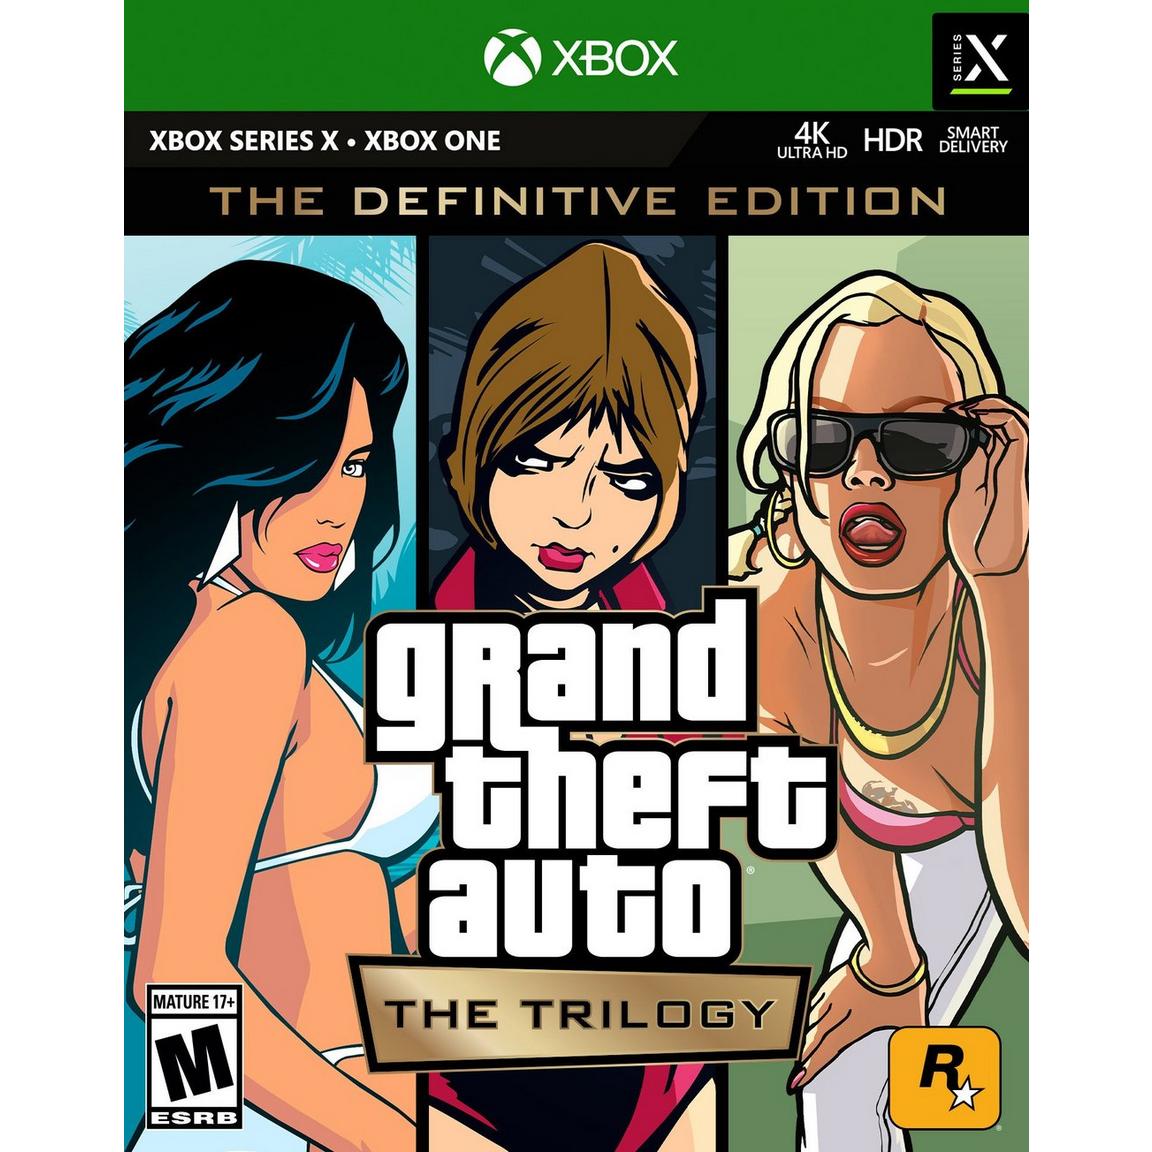 XBOX
SERIES X
XBOX SERIES X • XBOX ONE
4K
ULTRA HD
HDR
SMART
DELIVERY
THE DEFINITIVE EDITION
grand
theft
auto®
THE TRILOGY
MATURE 17+
M
ESRB
R
®